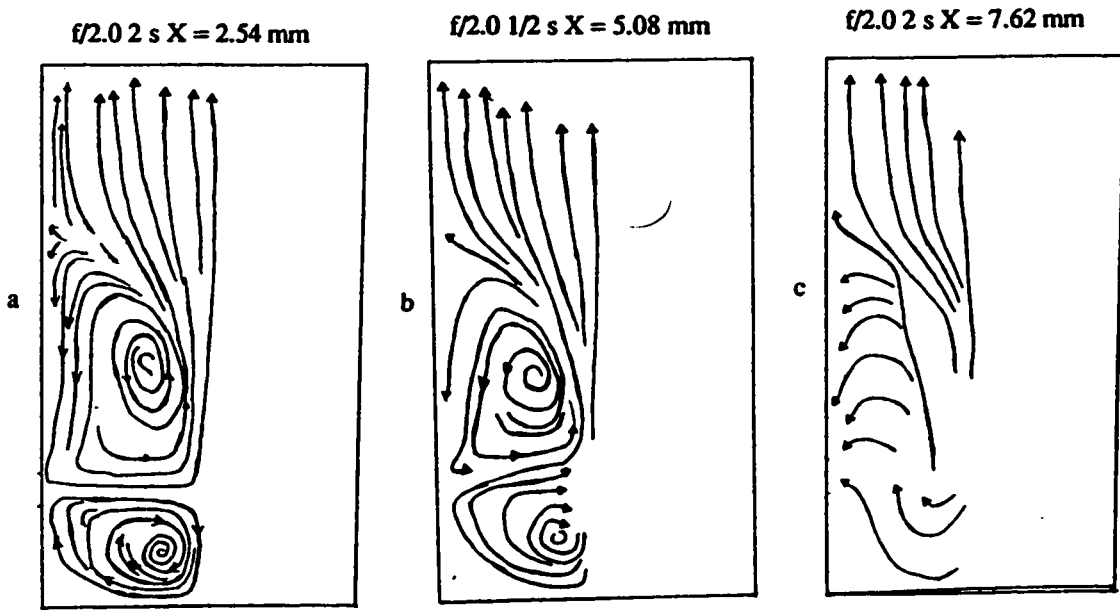 f/2.0 2 s X = 2.54 mm
f/2.0 1/2 s X = 5.08 mm
f/2.0 2 s X = 7.62 mm
a
b
c